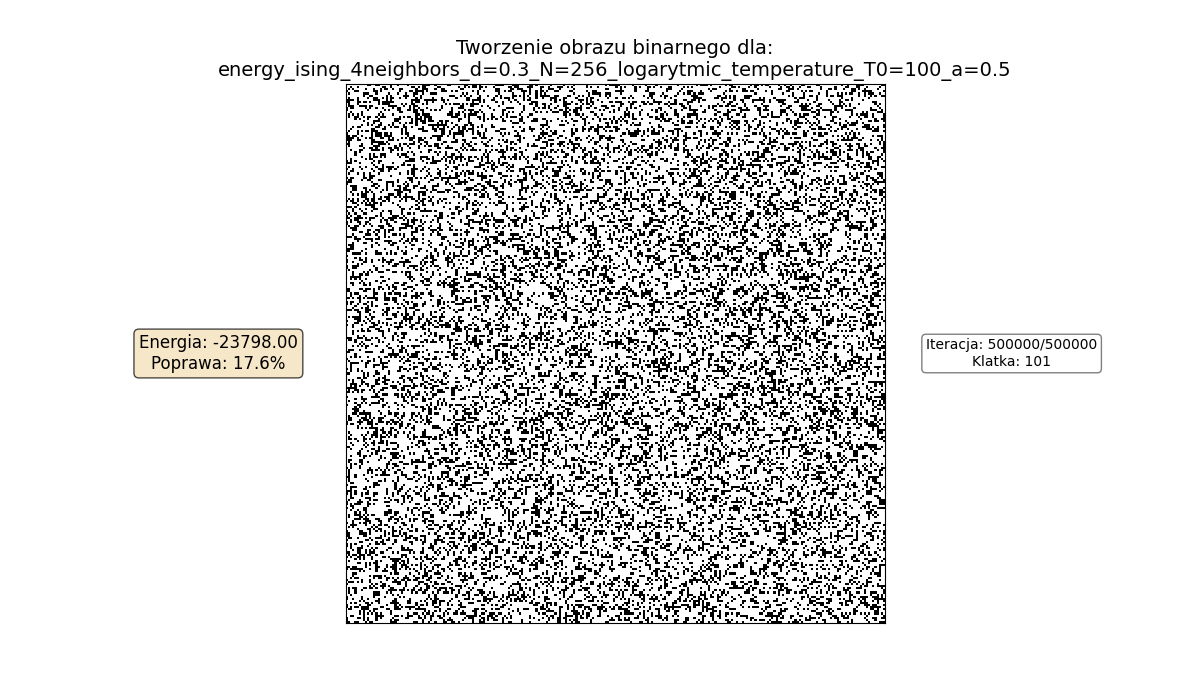 Tworzenie obrazu binarnego dla:
energy_ising_4neighbors_d=0.3_N=256_logarytmic_temperature_T0=100_a=0.5
Energia: -23798.00
Poprawa: 17.6%
Iteracja: 500000/500000
Klatka: 101